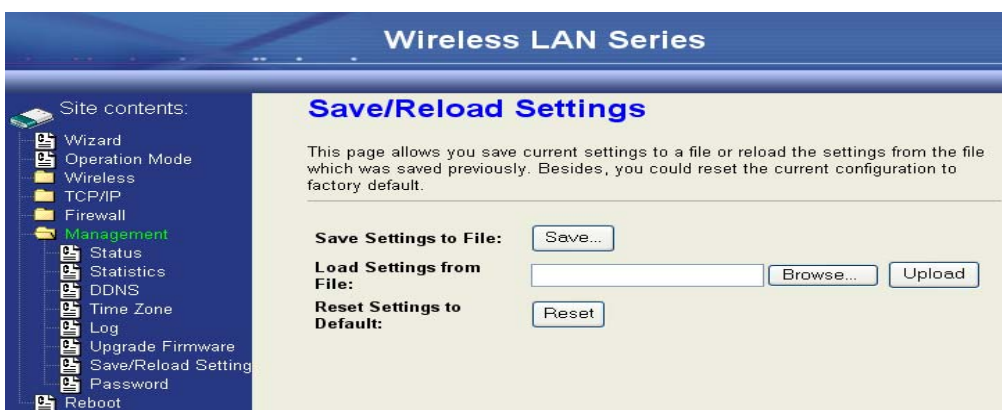 Wireless LAN Series
Site contents:
Wizard
Operation Mode
Wireless
TCP/IP
Firewall
Management
Status
Statistics
DDNS
Time Zone
Log
Upgrade Firmware
Save/Reload Setting
Password
Reboot
Save/Reload Settings
This page allows you save current settings to a file or reload the settings from the file
which was saved previously. Besides, you could reset the current configuration to
factory default.
Save Settings to File: Save...
Load Settings from
File: Browse... Upload
Reset Settings to
Default: Reset